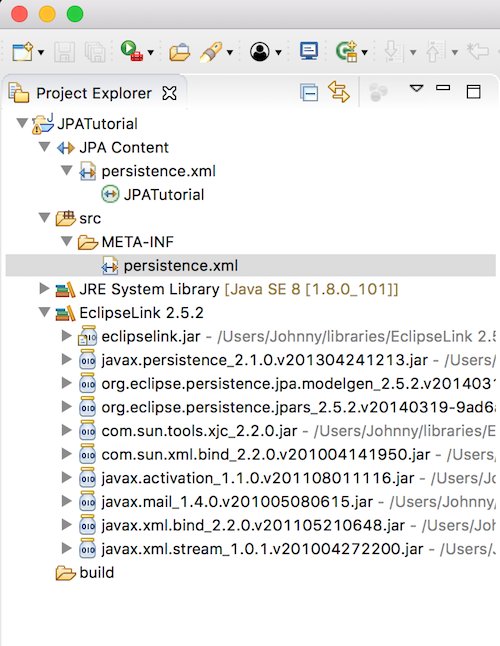 Project Explorer
JPATutorial
JPA Content
persistence.xml
JPATutorial
src
META-INF
persistence.xml
JRE System Library [Java SE 8 [1.8.0_101]]
EclipseLink 2.5.2
eclipselink.jar - /Users/Johnny/libraries/EclipseLink 2.5
javax.persistence_2.1.0.v201304241213.jar - /Users/
org.eclipse.persistence.jpa.modelgen_2.5.2.v2014031
org.eclipse.persistence.jpars_2.5.2.v20140319-9ad6a
com.sun.tools.xjc_2.2.0.jar - /Users/Johnny/libraries/E
com.sun.xml.bind_2.2.0.v201004141950.jar - /Users/
javax.activation_1.1.0.v201108011116.jar - /Users/Joh
javax.mail_1.4.0.v201005080615.jar - /Users/Johnny/
javax.xml.bind_2.2.0.v201105210648.jar - /Users/Joh
javax.xml.stream_1.0.1.v201004272200.jar - /Users/J
build